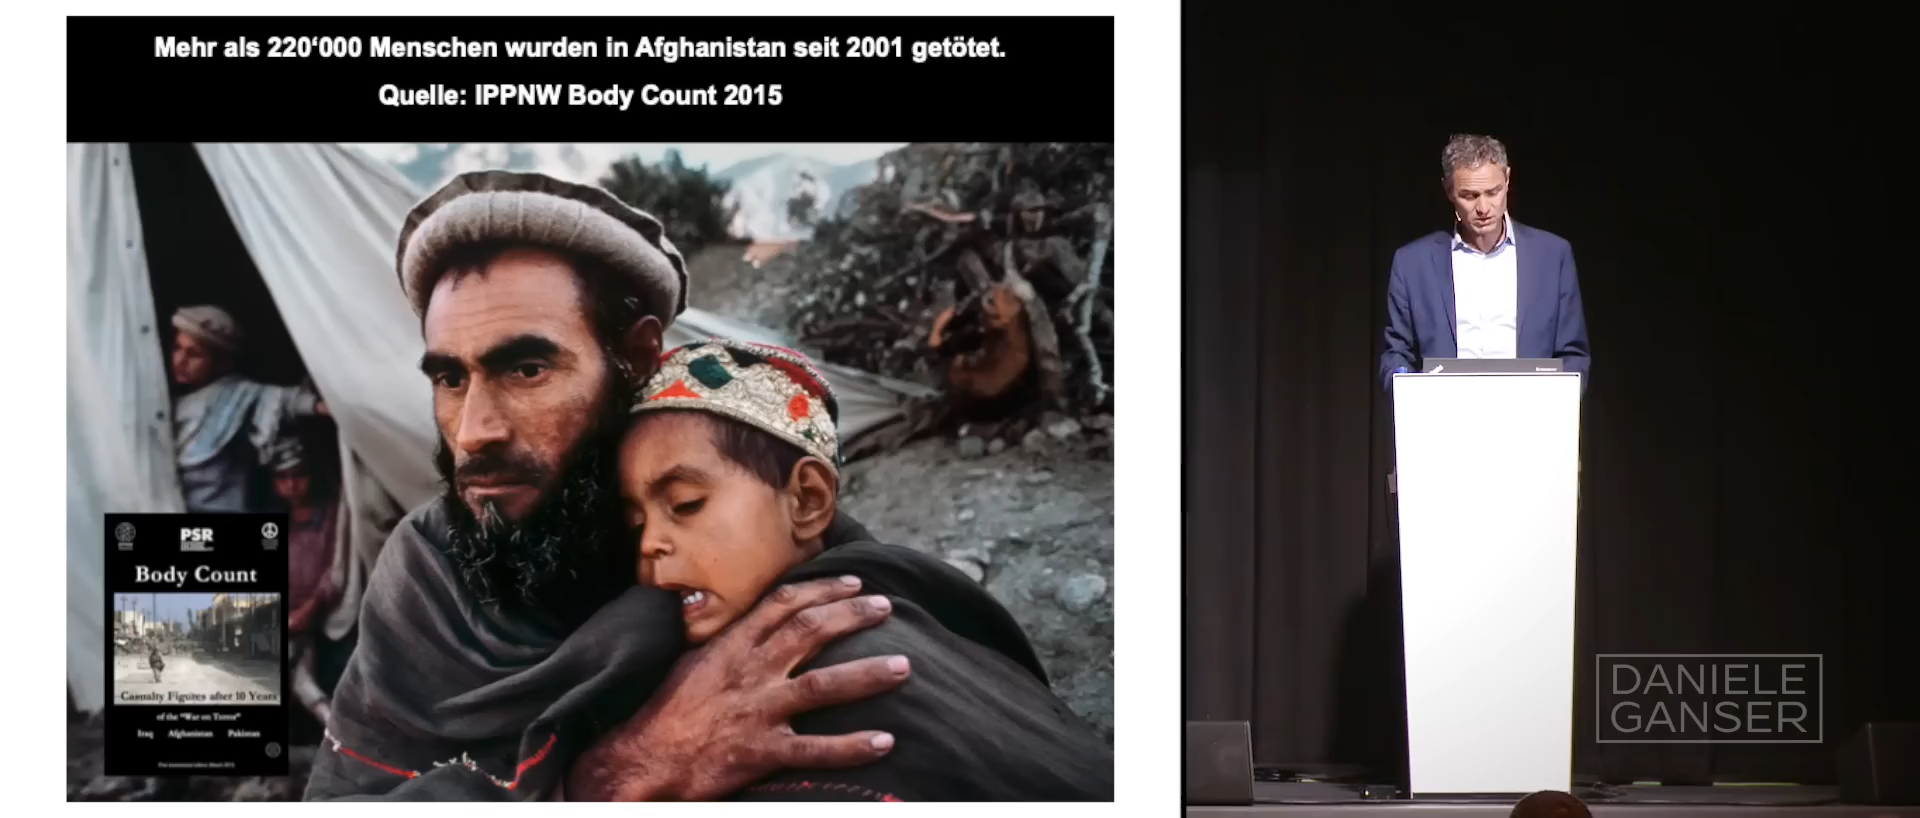 Mehr als 220‘000 Menschen wurden in Afghanistan seit 2001 getötet.
Quelle: IPPNW Body Count 2015
PSR
Body Count
Casualty Figures after 10 Years
of the "War on Terror"
Iraq Afghanistan Pakistan
DANIELE
GANSER